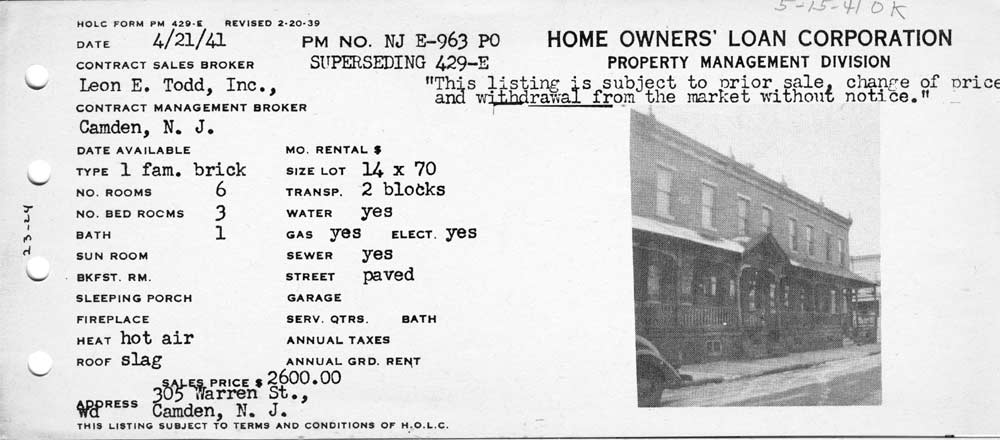 5-15-41 OK
HOLC FORM PM 429-E REVISED 2-20-39
DATE 4/21/41 PM NO. NJ E-963 PO
SUPERSEDING 429-E
HOME OWNERS' LOAN CORPORATION
PROPERTY MANAGEMENT DIVISION
CONTRACT SALES BROKER
Leon E. Todd, Inc.,
"This listing is subject to prior sale, change of price
and withdrawal from the market without notice."
CONTRACT MANAGEMENT BROKER
Camden, N. J.
DATE AVAILABLE MO. RENTAL $
TYPE 1 fam. brick SIZE LOT 14 x 70
NO. ROOMS 6 TRANSP. 2 blocks
NO. BED ROOMS 3 WATER yes
BATH 1 GAS yes ELECT. yes
SUN ROOM SEWER yes
BKFST. RM. STREET paved
SLEEPING PORCH GARAGE
FIREPLACE SERV. QTRS. BATH
HEAT hot air ANNUAL TAXES
ROOF slag ANNUAL GRD. RENT
SALES PRICE $ 2600.00
ADDRESS 305 Warren St.,
Wd Camden, N. J.
THIS LISTING SUBJECT TO TERMS AND CONDITIONS OF H.O.L.C.
23-24